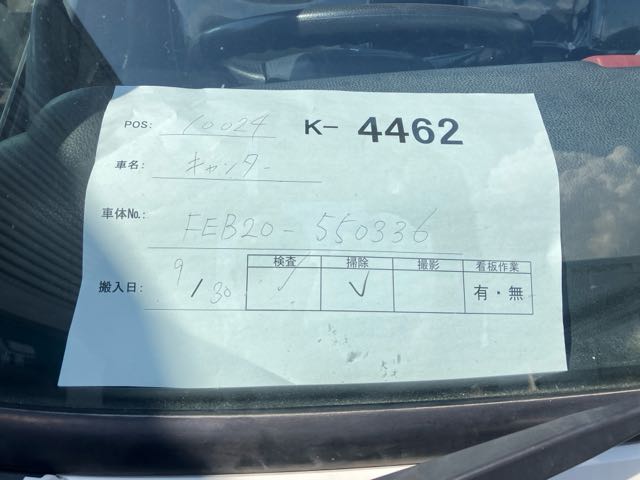 POS: 10024 K- 4462
車名: キャンター
車体No.: FEB20-550336
搬入日: 9/30
検査 掃除 撮影 看板作業
✓ ✓ 有・無